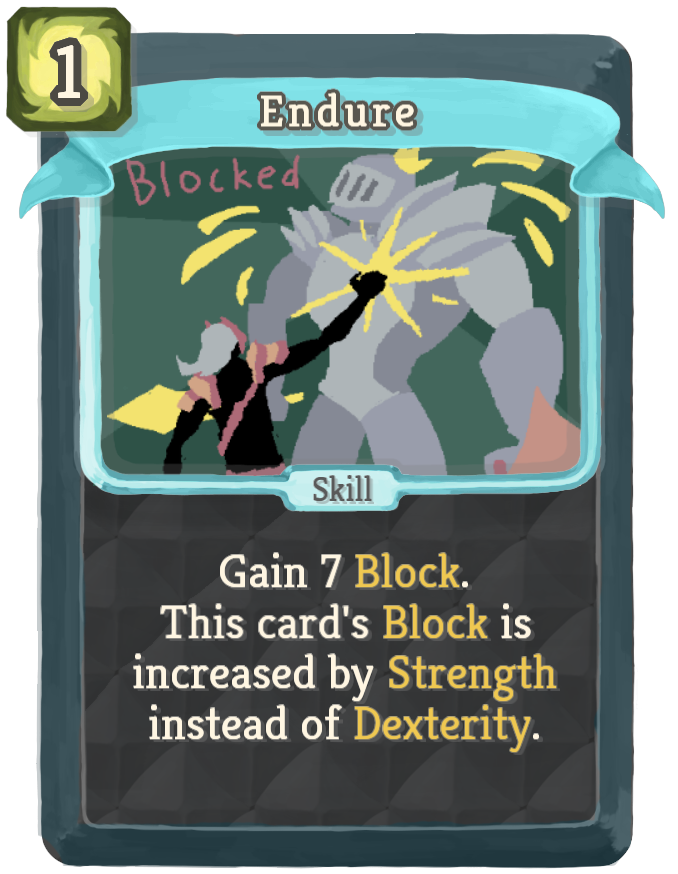 1
Endure
Blocked
Skill
Gain 7 Block.
This card's Block is
increased by Strength
instead of Dexterity.